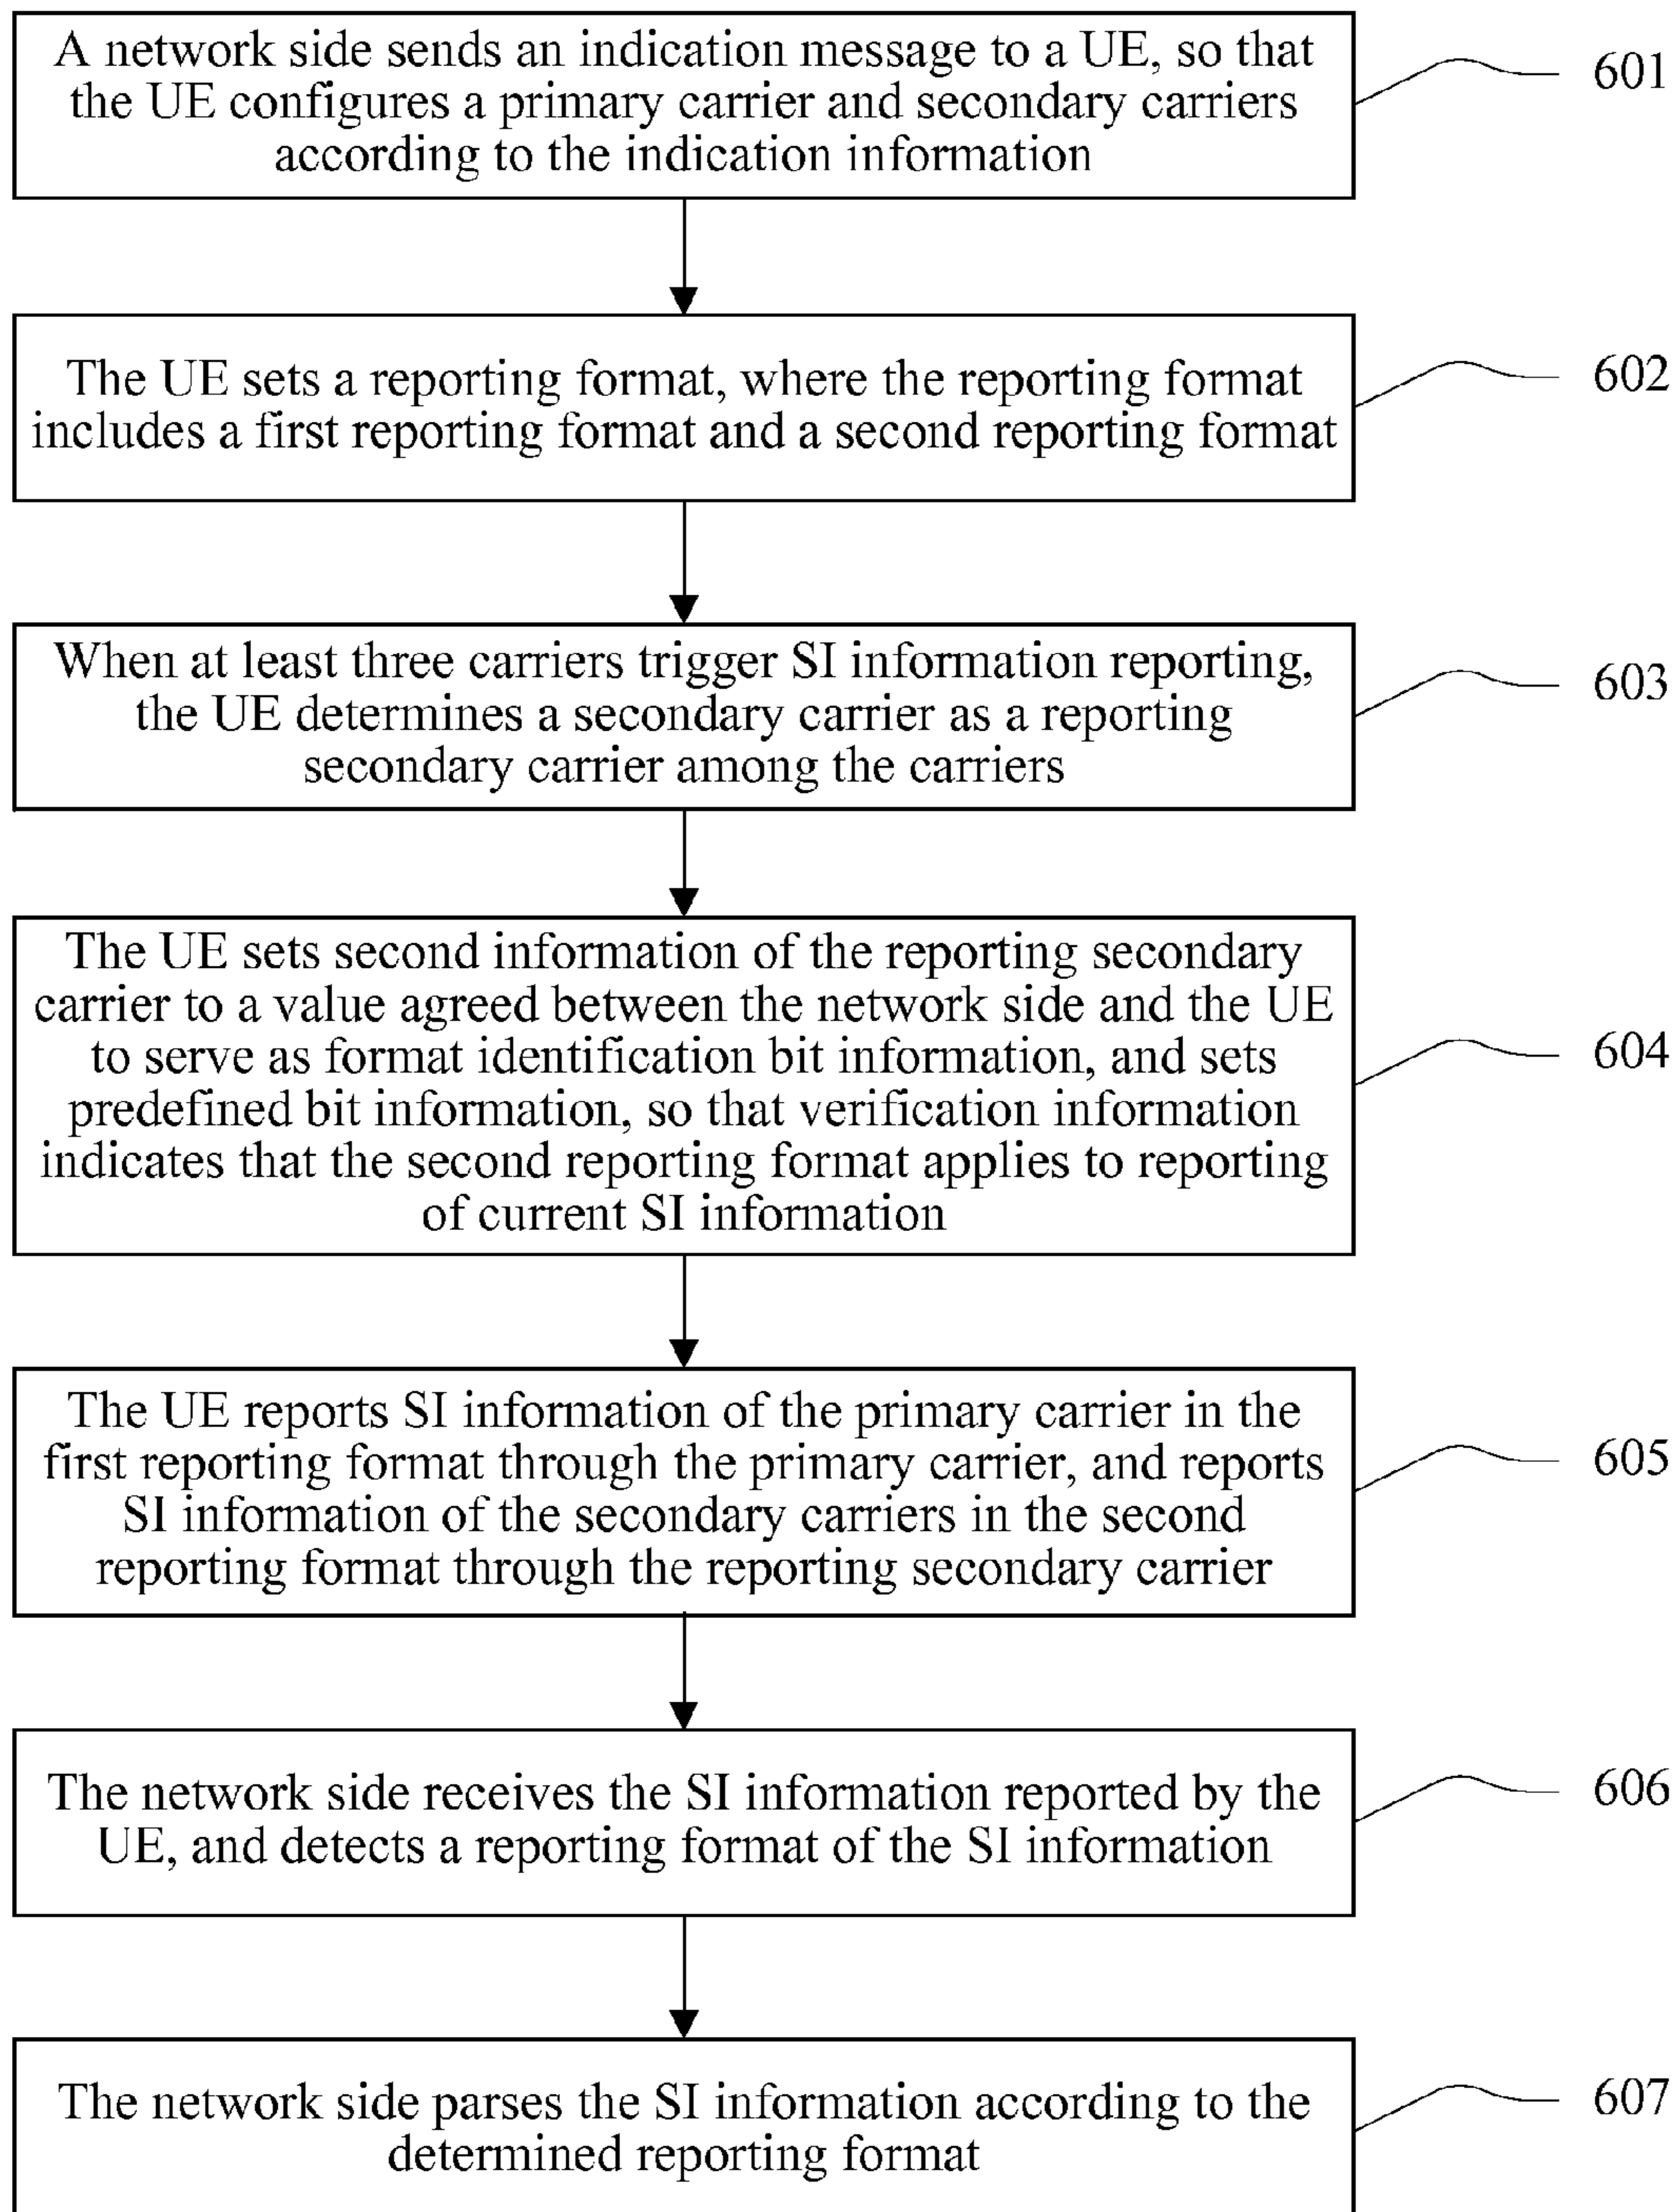 A network side sends an indication message to a UE, so that
the UE configures a primary carrier and secondary carriers
according to the indication information
601
The UE sets a reporting format, where the reporting format
includes a first reporting format and a second reporting format
602
When at least three carriers trigger SI information reporting,
the UE determines a secondary carrier as a reporting
secondary carrier among the carriers
603
The UE sets second information of the reporting secondary
carrier to a value agreed between the network side and the UE
to serve as format identification bit information, and sets
predefined bit information, so that verification information
indicates that the second reporting format applies to reporting
of current SI information
604
The UE reports SI information of the primary carrier in the
first reporting format through the primary carrier, and reports
SI information of the secondary carriers in the second
reporting format through the reporting secondary carrier
605
The network side receives the SI information reported by the
UE, and detects a reporting format of the SI information
606
The network side parses the SI information according to the
determined reporting format
607